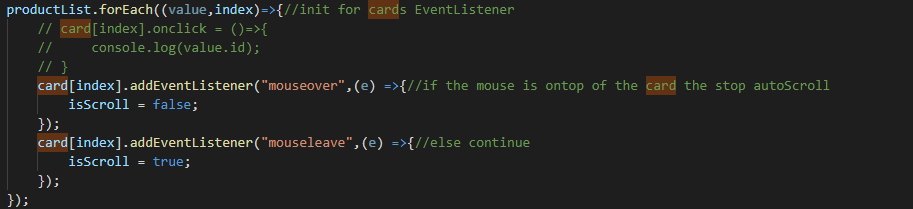 productList.forEach((value,index)=>{//init for cards EventListener
// card[index].onclick = ()=>{
//     console.log(value.id);
// }
card[index].addEventListener("mouseover",(e) =>{//if the mouse is ontop of the card the stop autoScroll
isScroll = false;
});
card[index].addEventListener("mouseleave",(e) =>{//else continue
isScroll = true;
});
});